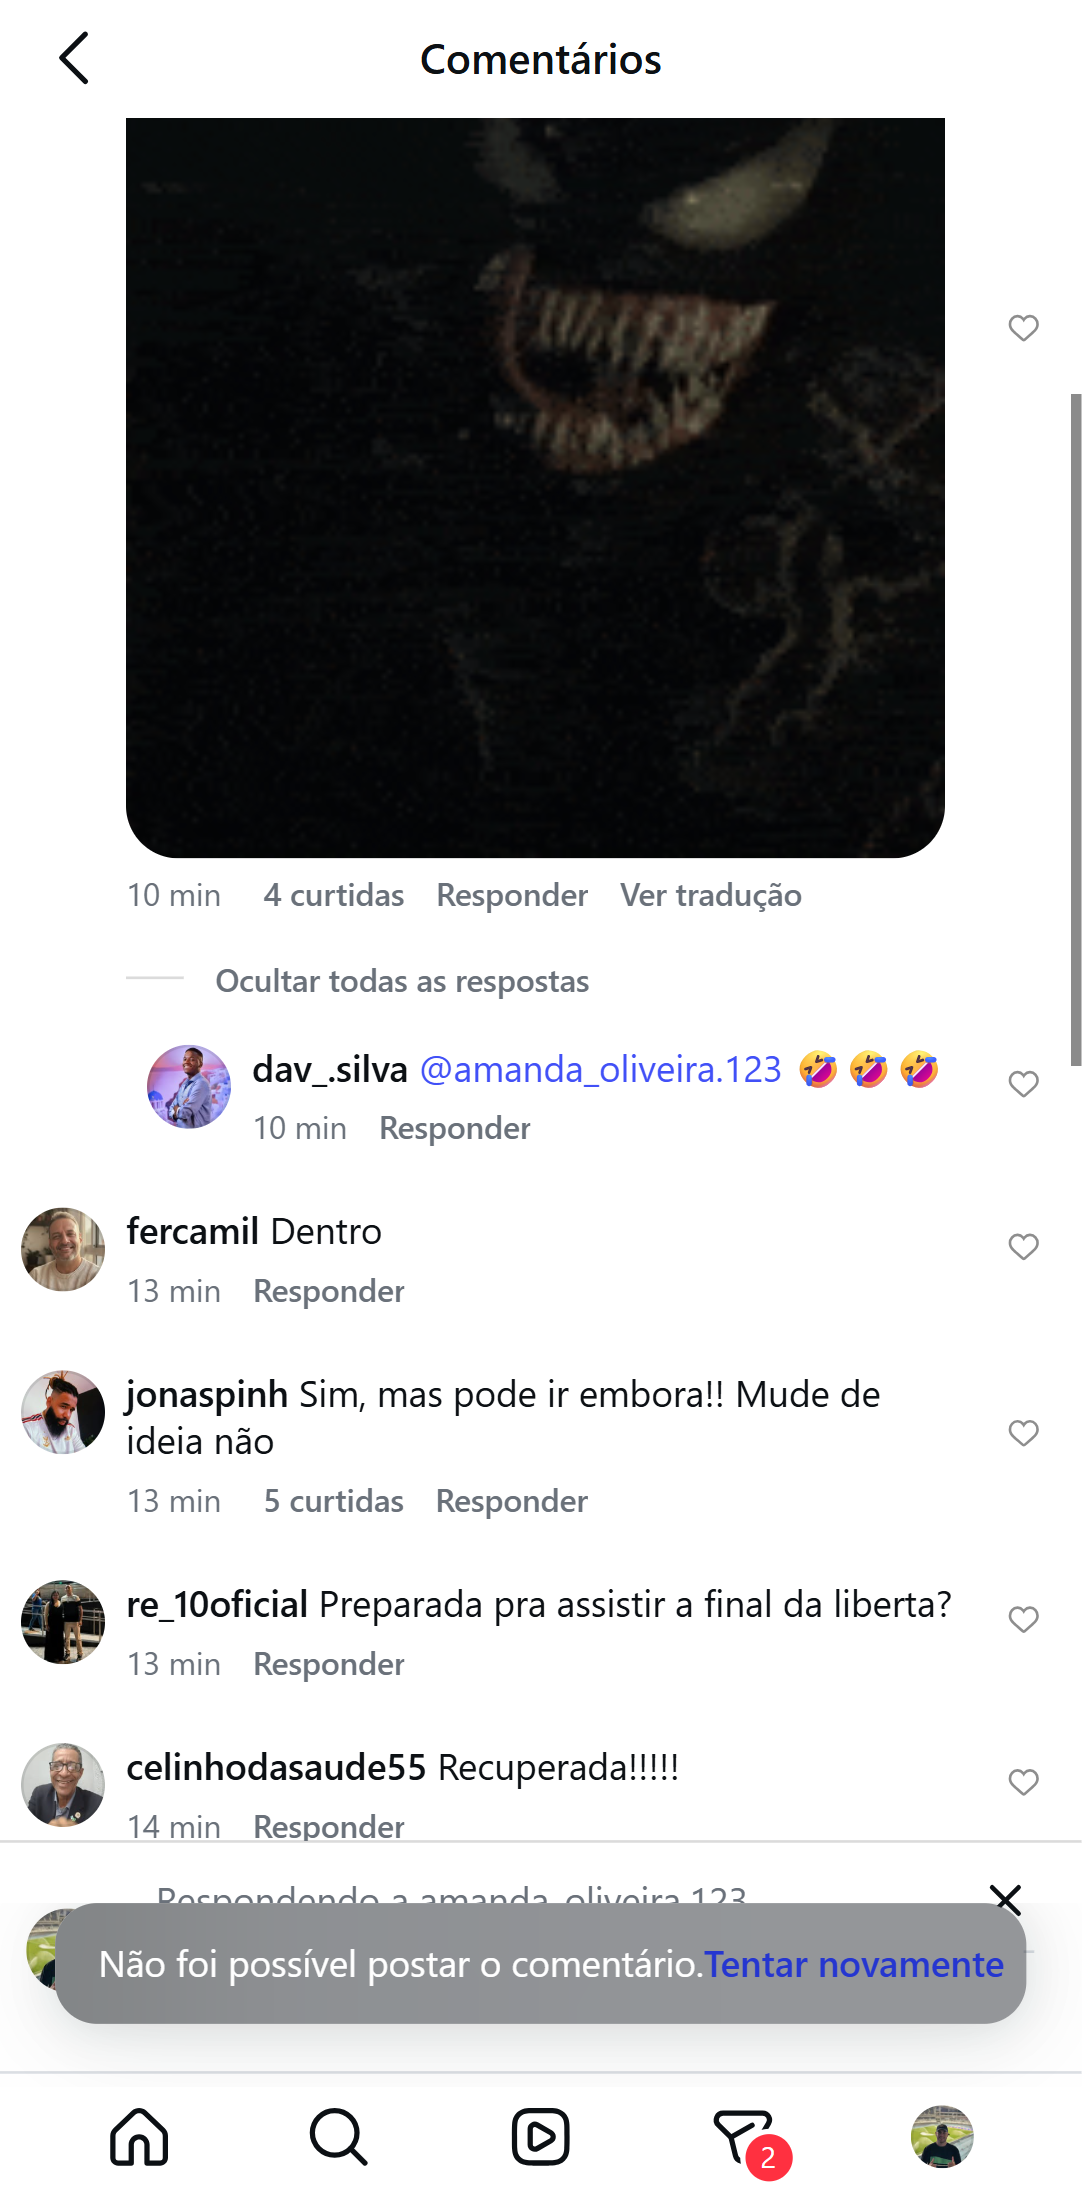 Comentários
10 min 4 curtidas Responder Ver tradução
Ocultar todas as respostas
dav_.silva @amanda_oliveira.123 🤣🤣🤣
10 min Responder
fercamil Dentro
13 min Responder
jonaspinh Sim, mas pode ir embora!! Mude de
ideia não
13 min 5 curtidas Responder
re_10oficial Preparada pra assistir a final da liberta?
13 min Responder
celinhodasaude55 Recuperada!!!!!
14 min Responder
Respondendo a amanda_oliveira.123
Não foi possível postar o comentário.Tentar novamente
2